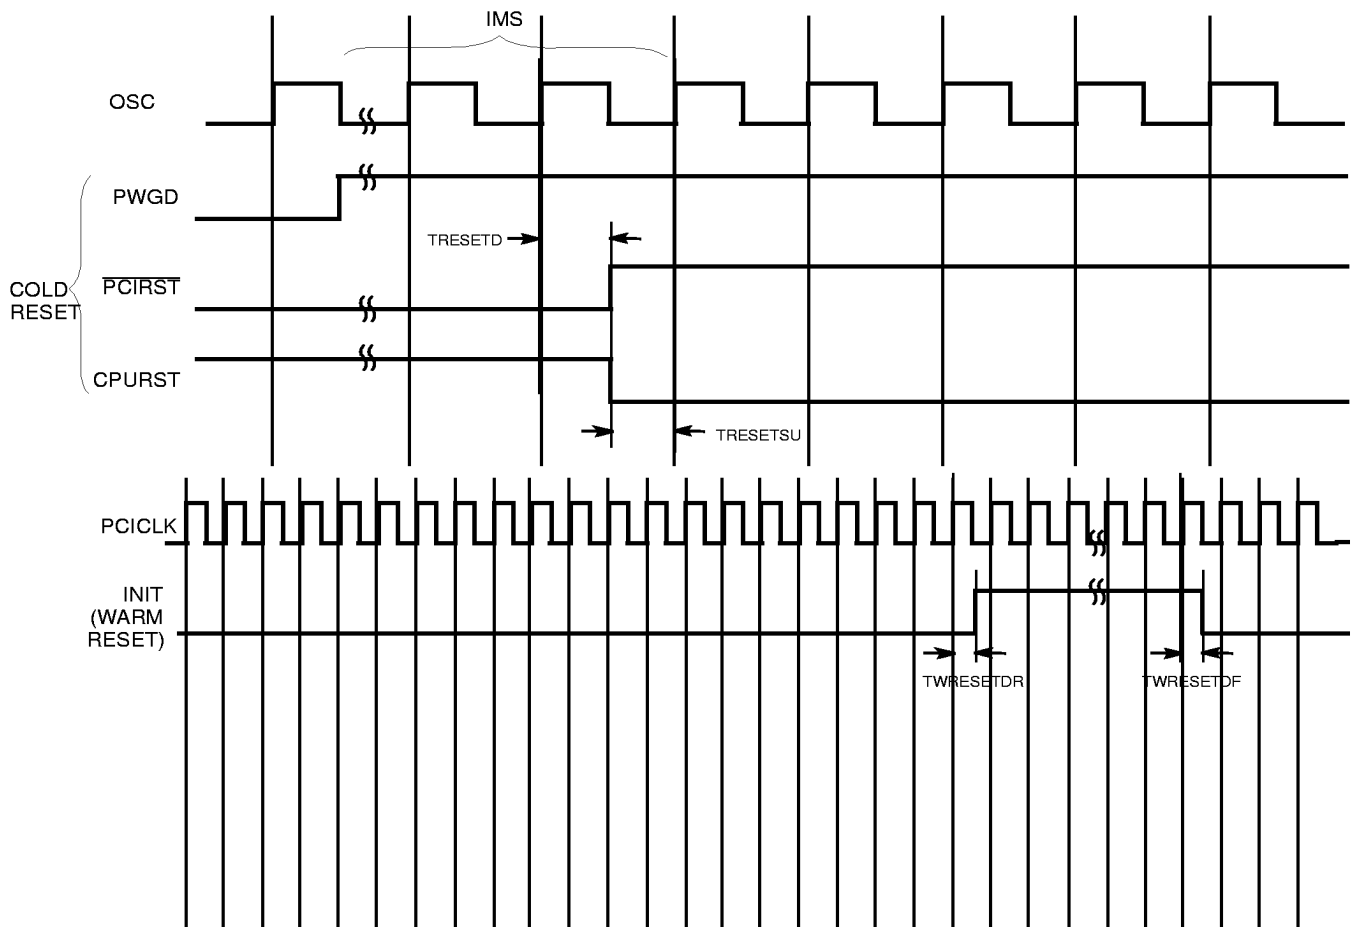 IMS
OSC
PWGD
TRESETD
PCIRST
COLD
RESET
CPURST
TRESETSU
PCICLK
INIT
(WARM
RESET)
TWRESETDR
TWRESETDF